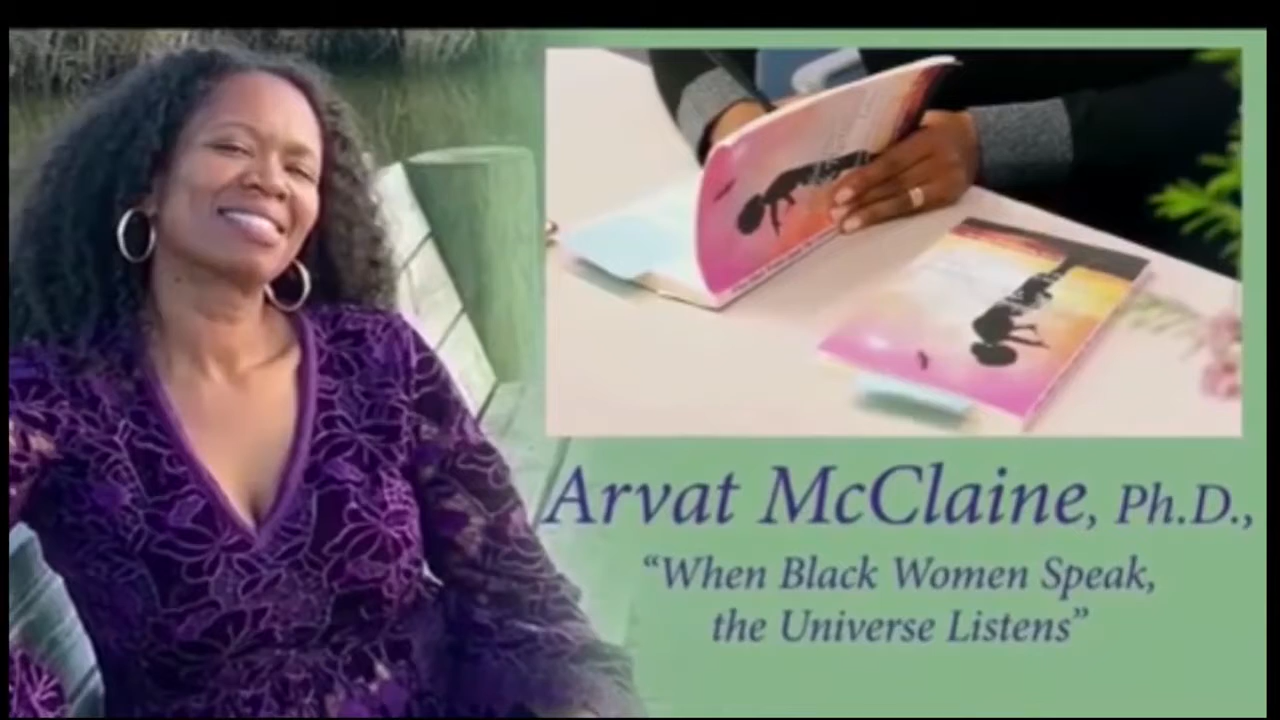 Arvat McClaine, Ph.D.,
“When Black Women Speak,
the Universe Listens”